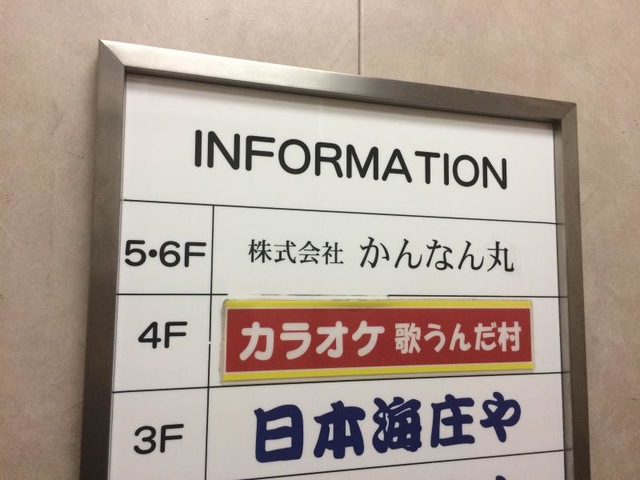 INFORMATION
5・6F 株式会社 かんなん丸
4F カラオケ 歌うんだ村
3F 日本海庄や